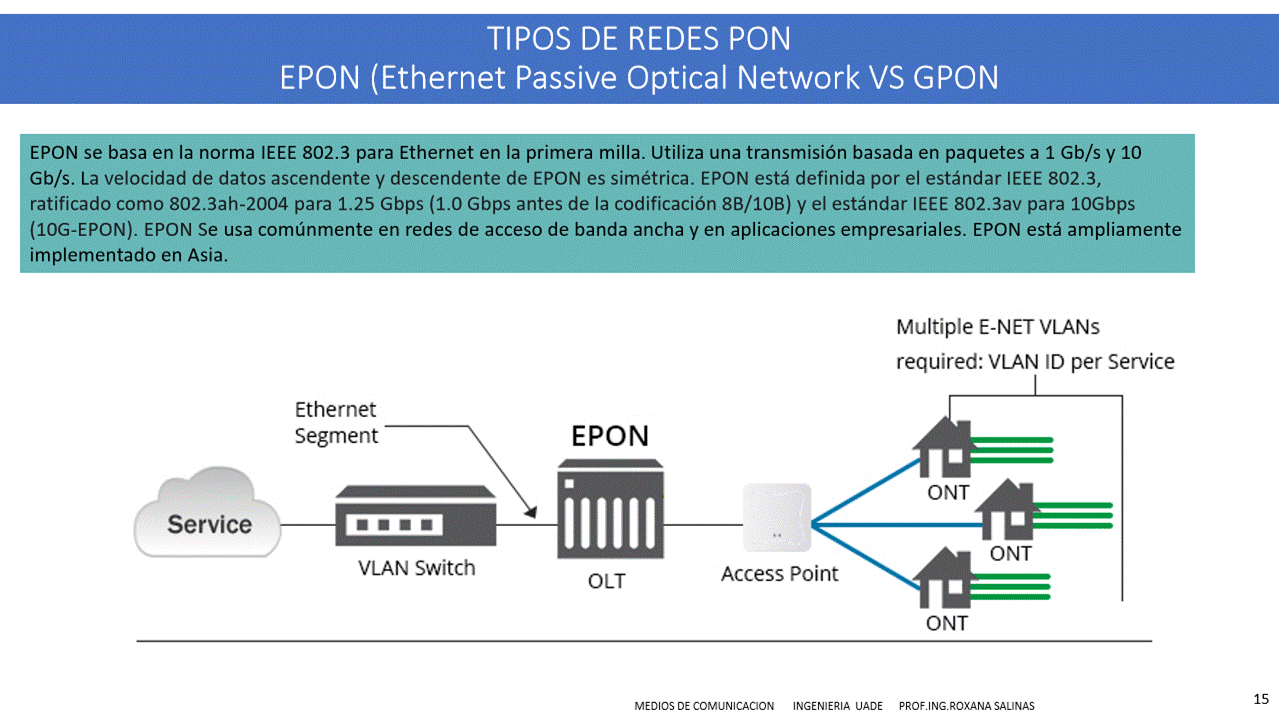 TIPOS DE REDES PON
EPON (Ethernet Passive Optical Network VS GPON
EPON se basa en la norma IEEE 802.3 para Ethernet en la primera milla. Utiliza una transmisión basada en paquetes a 1 Gb/s y 10
Gb/s. La velocidad de datos ascendente y descendente de EPON es simétrica. EPON está definida por el estándar IEEE 802.3,
ratificado como 802.3ah-2004 para 1.25 Gbps (1.0 Gbps antes de la codificación 8B/10B) y el estándar IEEE 802.3av para 10Gbps
(10G-EPON). EPON Se usa comúnmente en redes de acceso de banda ancha y en aplicaciones empresariales. EPON está ampliamente
implementado en Asia.
Multiple E-NET VLANs
required: VLAN ID per Service
Ethernet
Segment
EPON
Service
VLAN Switch
OLT
Access Point
ONT
ONT
ONT
MEDIOS DE COMUNICACION INGENIERIA UADE PROF.ING.ROXANA SALINAS
15